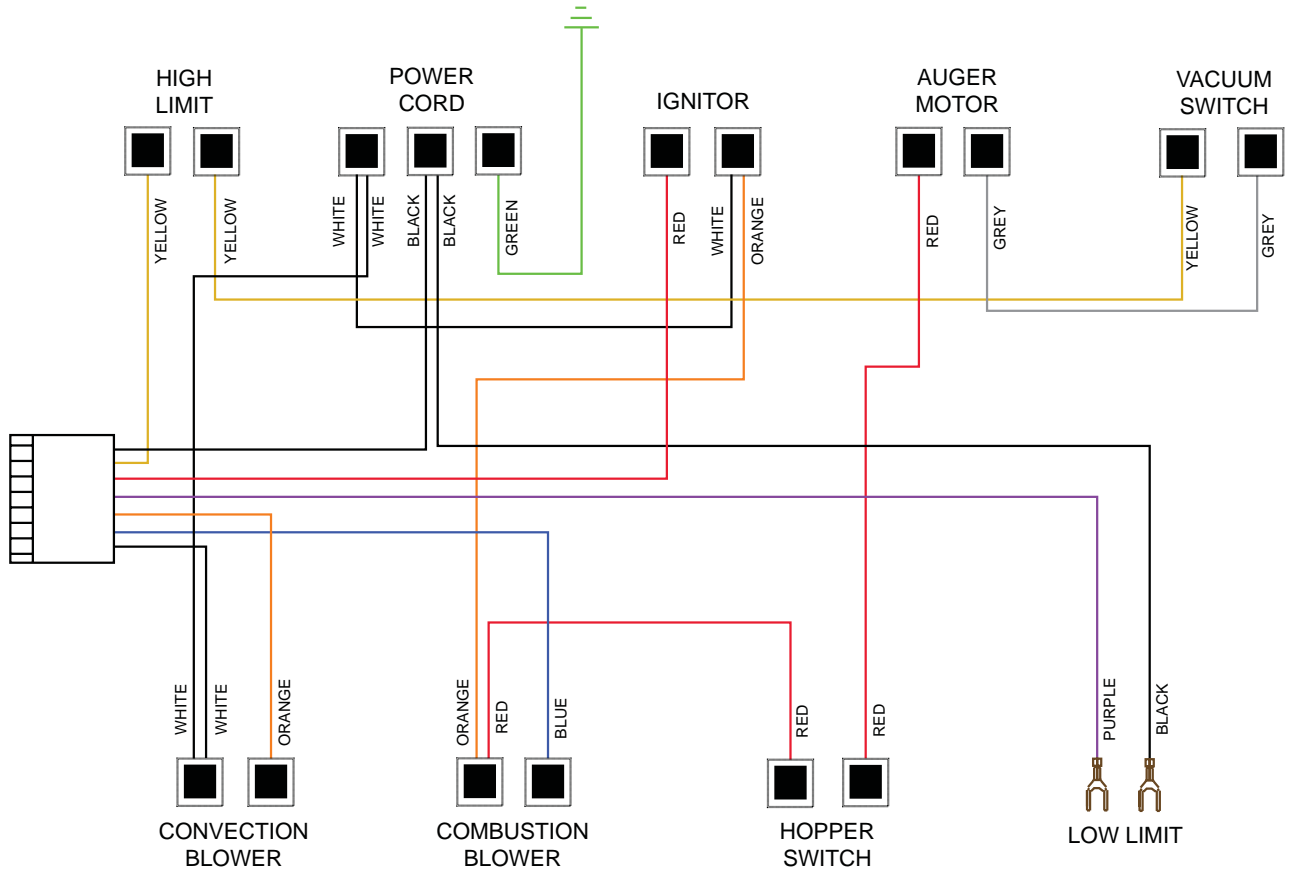 HIGH
LIMIT
POWER
CORD
IGNITOR
AUGER
MOTOR
VACUUM
SWITCH
YELLOW
YELLOW
WHITE
WHITE
BLACK
BLACK
GREEN
RED
WHITE
ORANGE
RED
GREY
YELLOW
GREY
WHITE
WHITE
ORANGE
ORANGE
RED
BLUE
RED
RED
PURPLE
BLACK
CONVECTION
BLOWER
COMBUSTION
BLOWER
HOPPER
SWITCH
LOW LIMIT